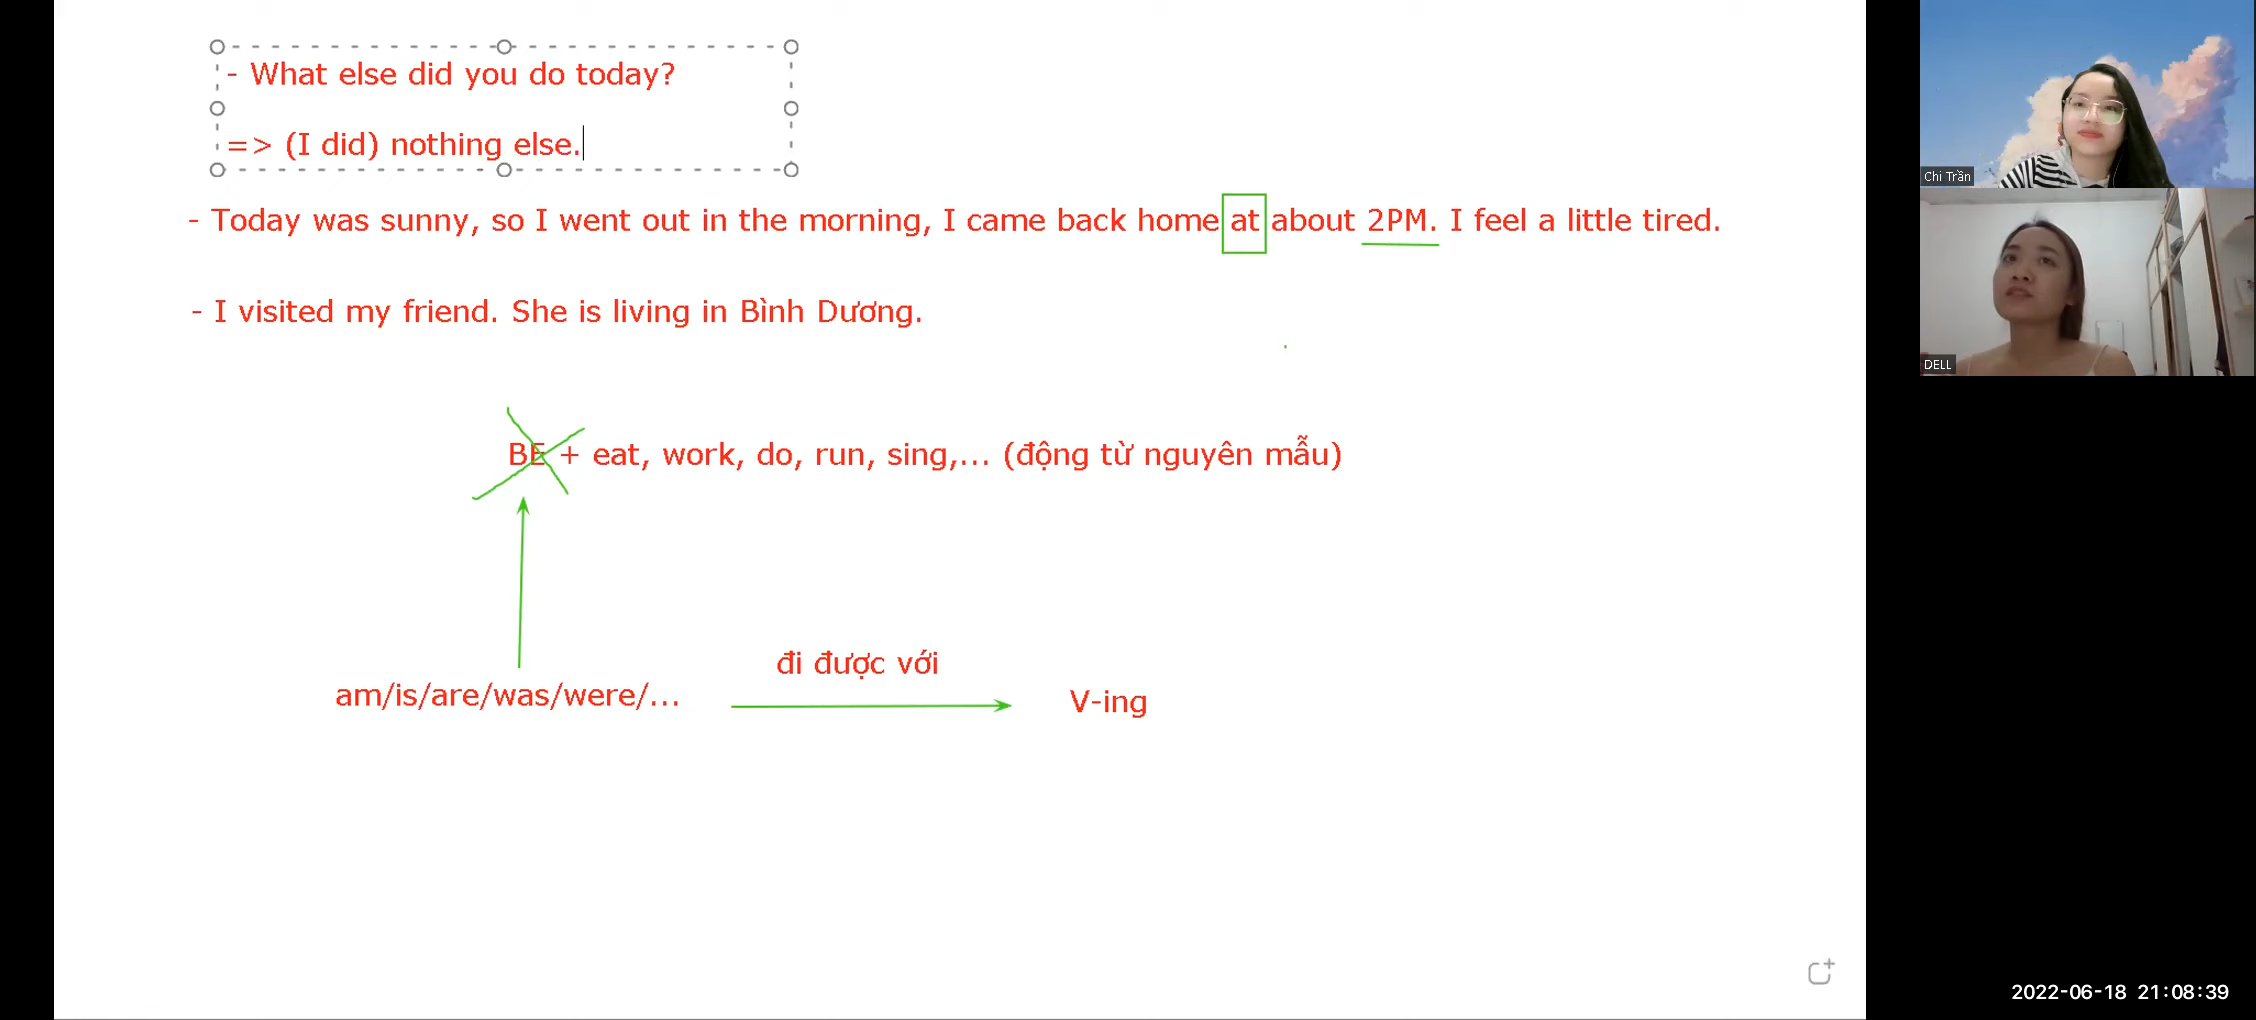 - What else did you do today?
=> (I did) nothing else.
- Today was sunny, so I went out in the morning, I came back home at about 2PM. I feel a little tired.
- I visited my friend. She is living in Bình Dương.
BE + eat, work, do, run, sing,... (động từ nguyên mẫu)
đi được với
am/is/are/was/were/...
V-ing
Chi Trần
DELL
2022-06-18 21:08:39